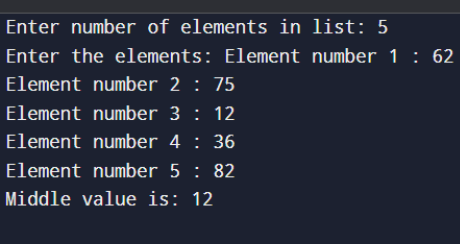 Enter number of elements in list: 5
Enter the elements: Element number 1 : 62
Element number 2 : 75
Element number 3 : 12
Element number 4 : 36
Element number 5 : 82
Middle value is: 12